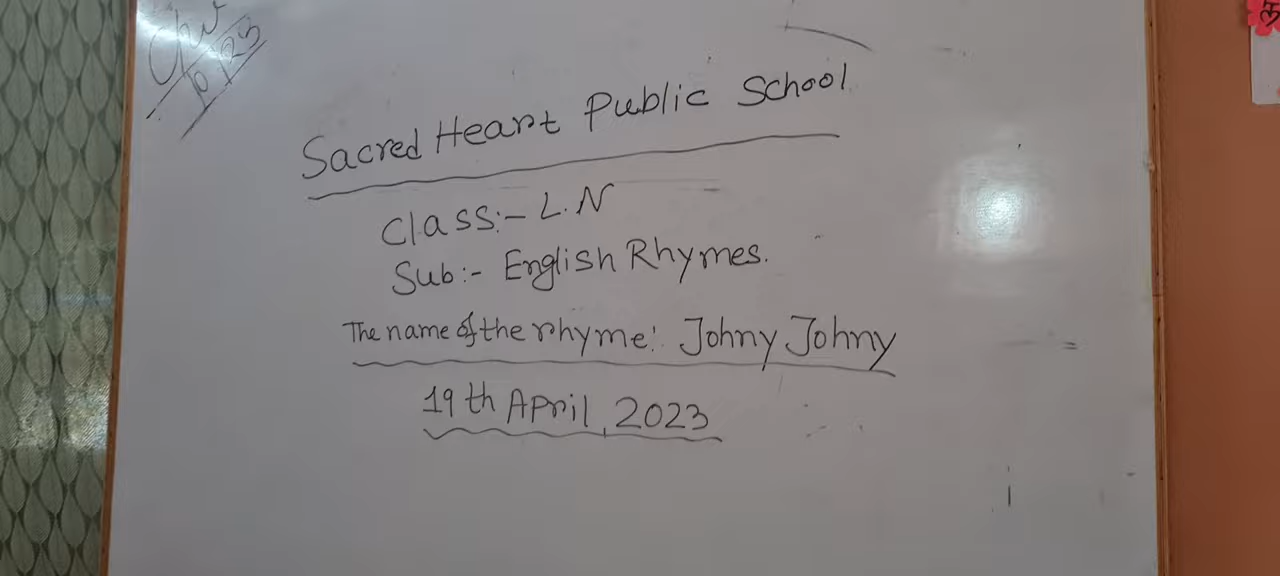 Sacred Heart Public School
Class:- L.N
Sub:- English Rhymes.
The name of the rhyme: Johny Johny
19th April, 2023